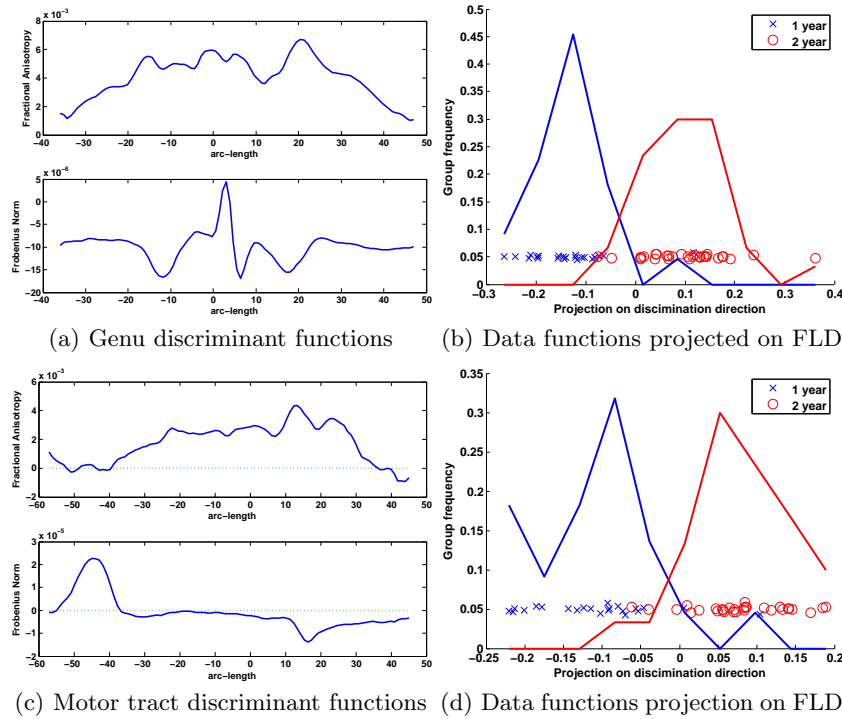 x 10⁻³
8
6
4
2
0
Fractional Anisotropy
−40 −30 −20 −10 0 10 20 30 40 50
arc−length
x 10⁻⁶
5
0
−5
−10
−15
−20
Frobenius Norm
−40 −30 −20 −10 0 10 20 30 40 50
arc−length
(a) Genu discriminant functions
0.5
0.45
0.4
0.35
0.3
0.25
0.2
0.15
0.1
0.05
0
Group frequency
1 year
2 year
−0.3 −0.2 −0.1 0 0.1 0.2 0.3 0.4
Projection on discimination direction
(b) Data functions projected on FLD
x 10⁻³
6
4
2
0
−2
Fractional Anisotropy
−60 −50 −40 −30 −20 −10 0 10 20 30 40 50
arc−length
x 10⁻⁵
3
2
1
0
−1
−2
Frobenius Norm
−60 −50 −40 −30 −20 −10 0 10 20 30 40 50
arc−length
(c) Motor tract discriminant functions
0.35
0.3
0.25
0.2
0.15
0.1
0.05
0
Group frequency
1 year
2 year
−0.25 −0.2 −0.15 −0.1 −0.05 0 0.05 0.1 0.15 0.2
Projection on discimination direction
(d) Data functions projection on FLD